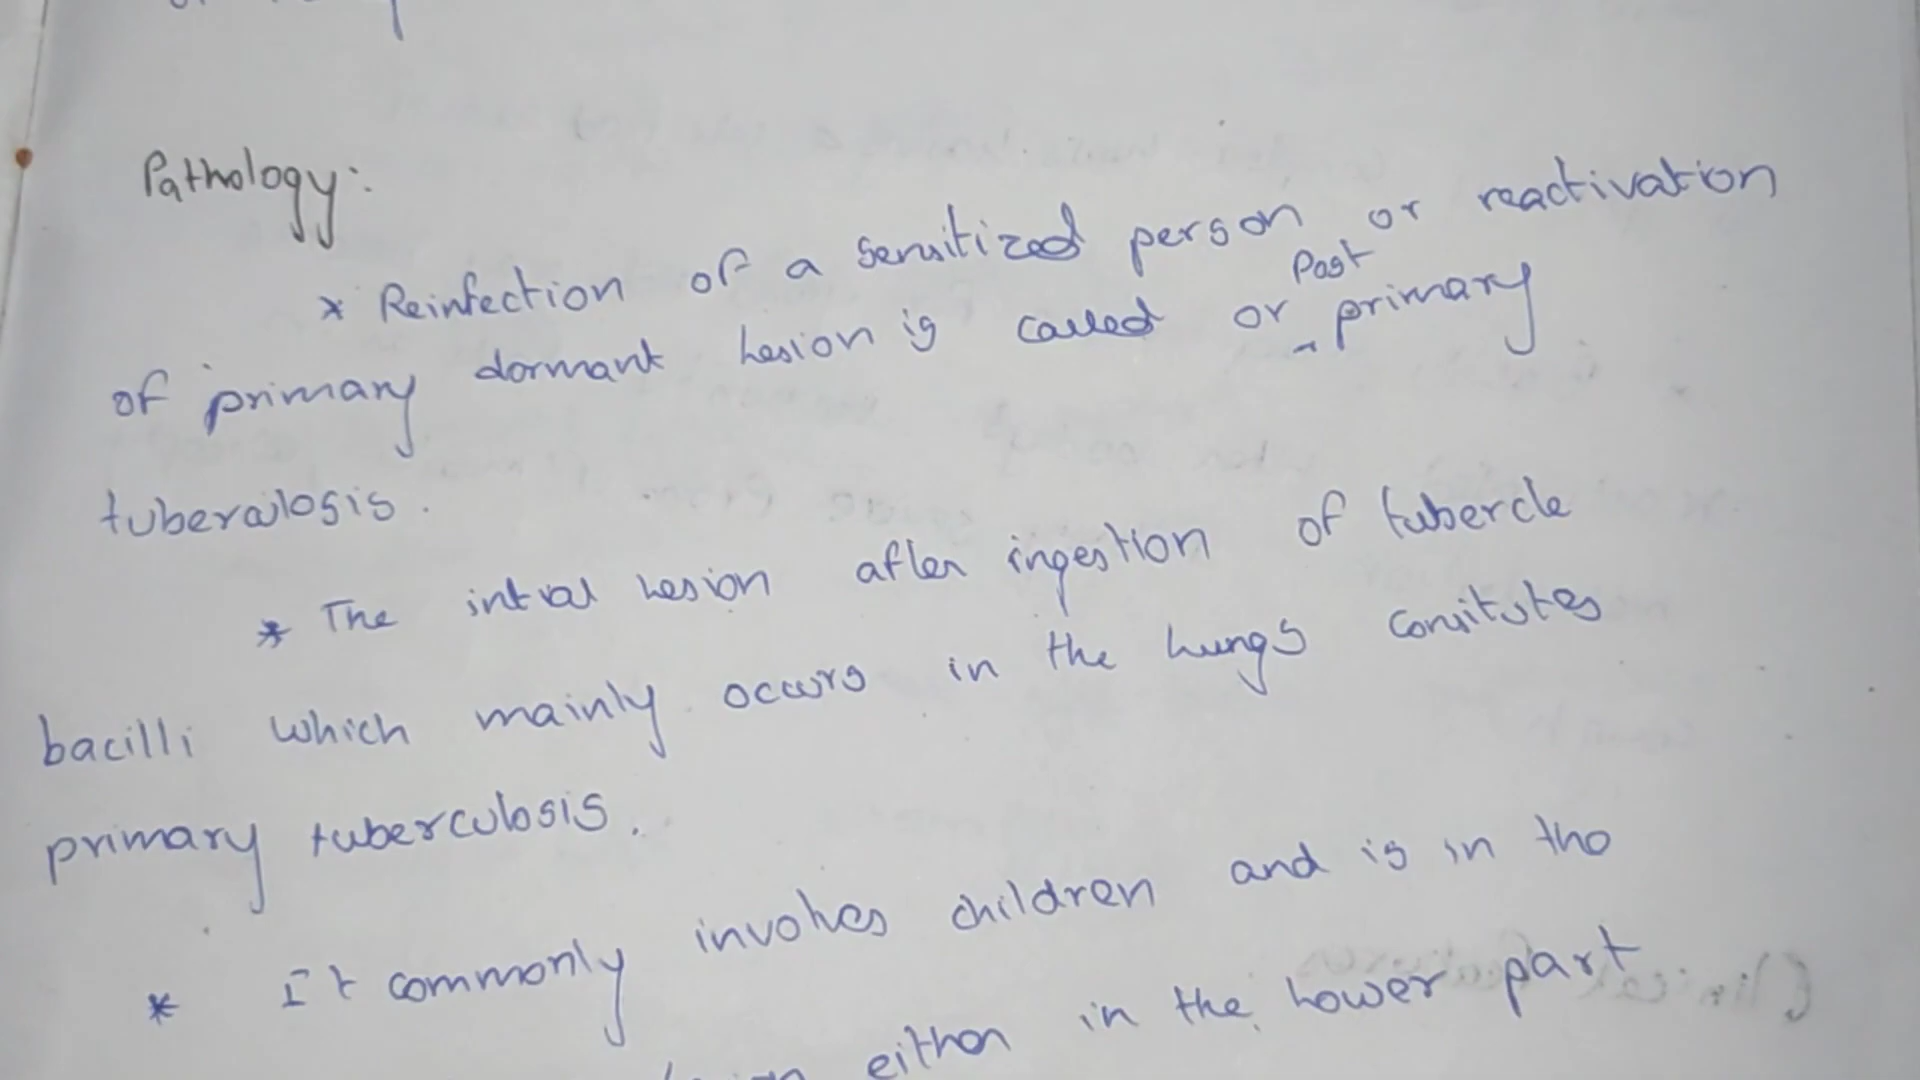 Pathology:
* Reinfection of a sensitized person or reactivation
of primary dormant lesion is called or ^Post primary
tuberculosis.
* The intial lesion after ingestion of tubercle
bacilli which mainly occurs in the lungs consitutes
primary tuberculosis.
* It commonly involves children and is in the
either in the lower part